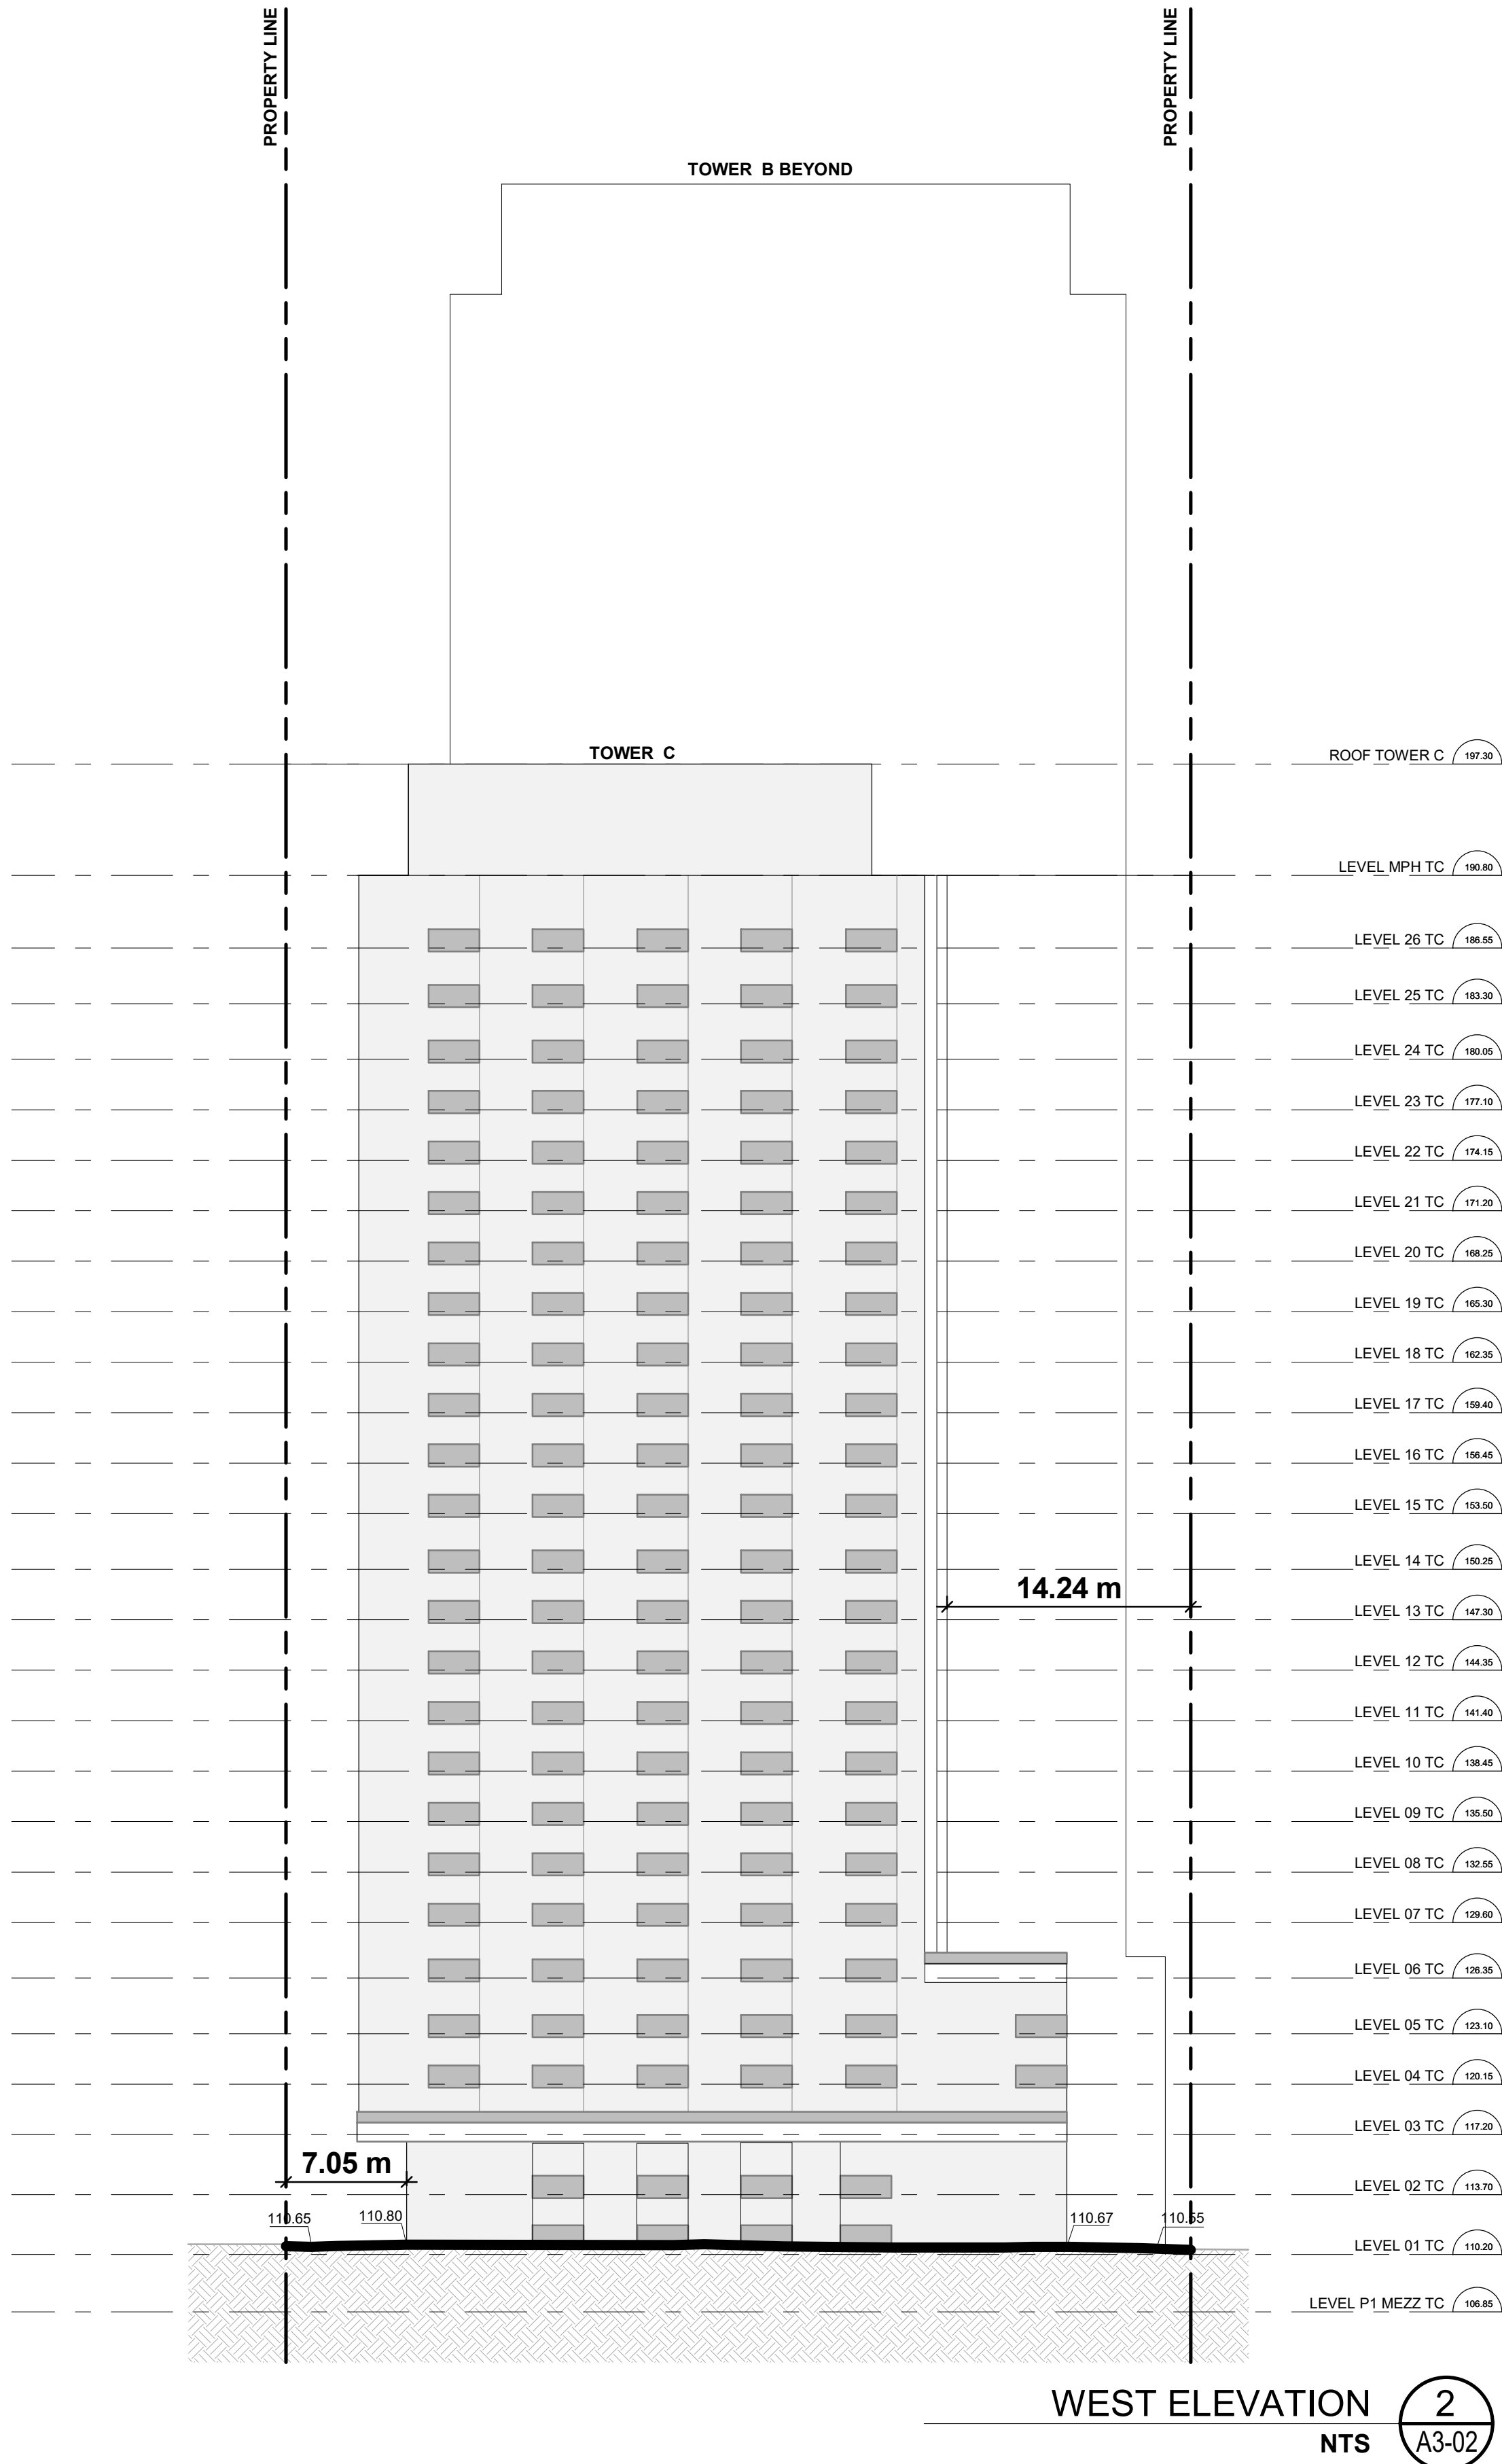 PROPERTY LINE
PROPERTY LINE
TOWER B BEYOND
TOWER C
ROOF TOWER C 197.30
LEVEL MPH TC 190.80
LEVEL 26 TC 186.55
LEVEL 25 TC 183.30
LEVEL 24 TC 180.05
LEVEL 23 TC 177.10
LEVEL 22 TC 174.15
LEVEL 21 TC 171.20
LEVEL 20 TC 168.25
LEVEL 19 TC 165.30
LEVEL 18 TC 162.35
LEVEL 17 TC 159.40
LEVEL 16 TC 156.45
LEVEL 15 TC 153.50
LEVEL 14 TC 150.25
14.24 m
LEVEL 13 TC 147.30
LEVEL 12 TC 144.35
LEVEL 11 TC 141.40
LEVEL 10 TC 138.45
LEVEL 09 TC 135.50
LEVEL 08 TC 132.55
LEVEL 07 TC 129.60
LEVEL 06 TC 126.35
LEVEL 05 TC 123.10
LEVEL 04 TC 120.15
LEVEL 03 TC 117.20
7.05 m
LEVEL 02 TC 113.70
110.65 110.80 110.67 110.55
LEVEL 01 TC 110.20
LEVEL P1 MEZZ TC 106.85
WEST ELEVATION 2
NTS A3-02